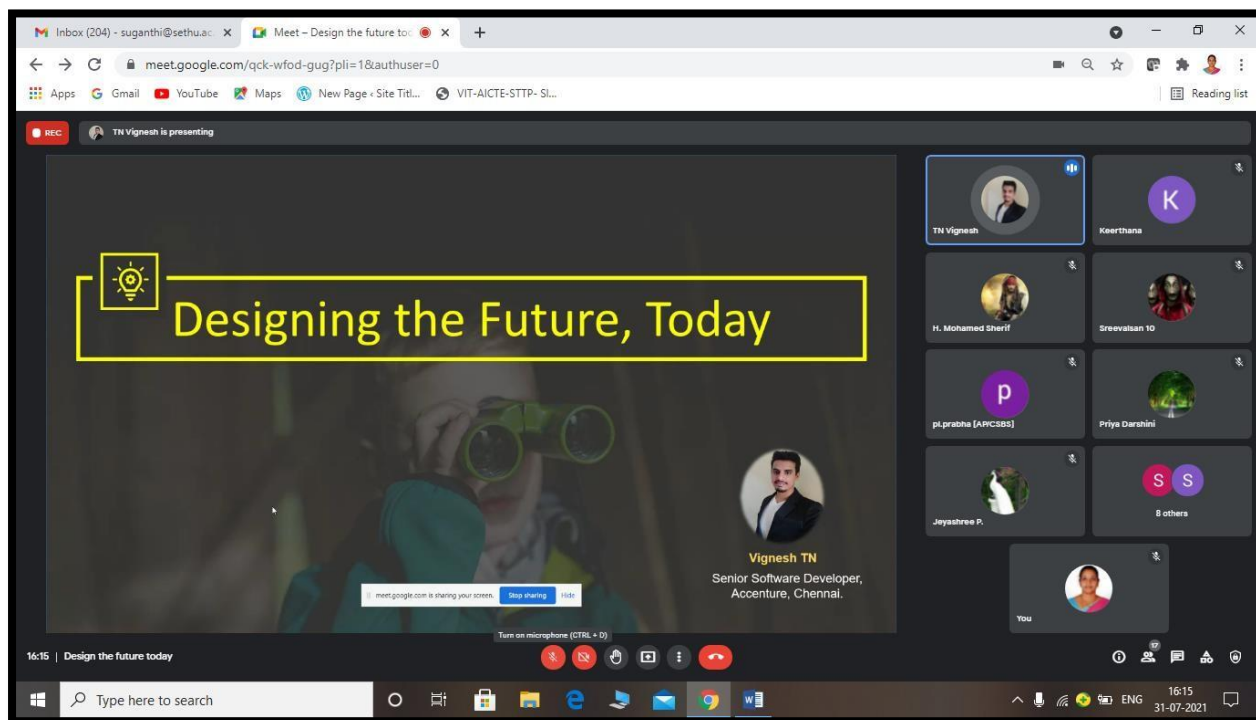 Inbox (204) - suganthi@sethu.ac.
Meet – Design the future too
meet.google.com/qck-wfod-gug?pli=1&authuser=0
Apps
Gmail
YouTube
Maps
New Page ‹ Site Titl...
VIT-AICTE-STTP- SI...
Reading list
REC
TN Vignesh is presenting
Designing the Future, Today
Vignesh TN
Senior Software Developer,
Accenture, Chennai.
meet.google.com is sharing your screen. Stop sharing Hide
TN Vignesh
K
Keerthana
H. Mohamed Sherif
Sreevalsan 10
p
pl.prabha [AP/CSBS]
Priya Darshini
Jeyashree P.
S S
8 others
You
Turn on microphone (CTRL + D)
16:15 | Design the future today
17
Type here to search
ENG
16:15
31-07-2021